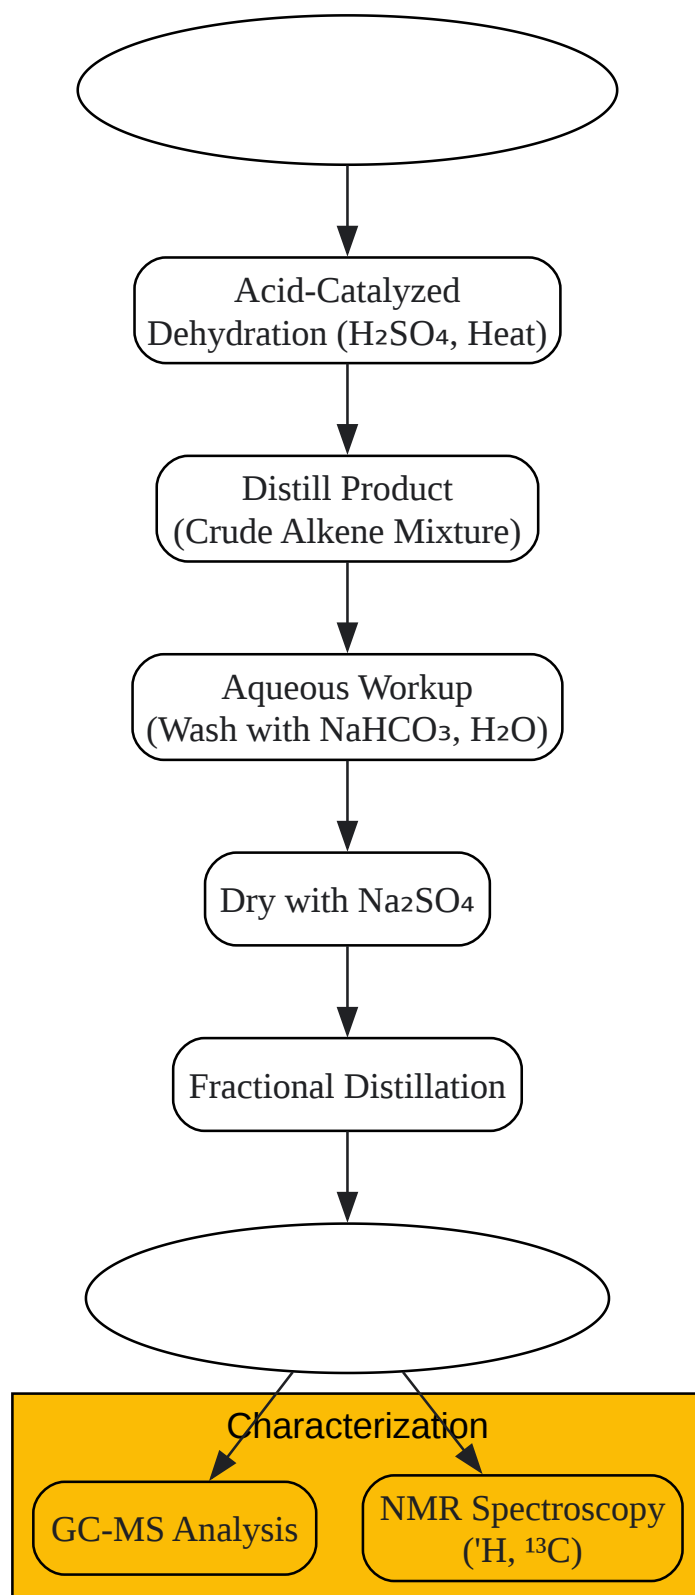 Acid-Catalyzed
Dehydration (H₂SO₄, Heat)
Distill Product
(Crude Alkene Mixture)
Aqueous Workup
(Wash with NaHCO₃, H₂O)
Dry with Na₂SO₄
Fractional Distillation
Characterization
GC-MS Analysis
NMR Spectroscopy
('H, ¹³C)